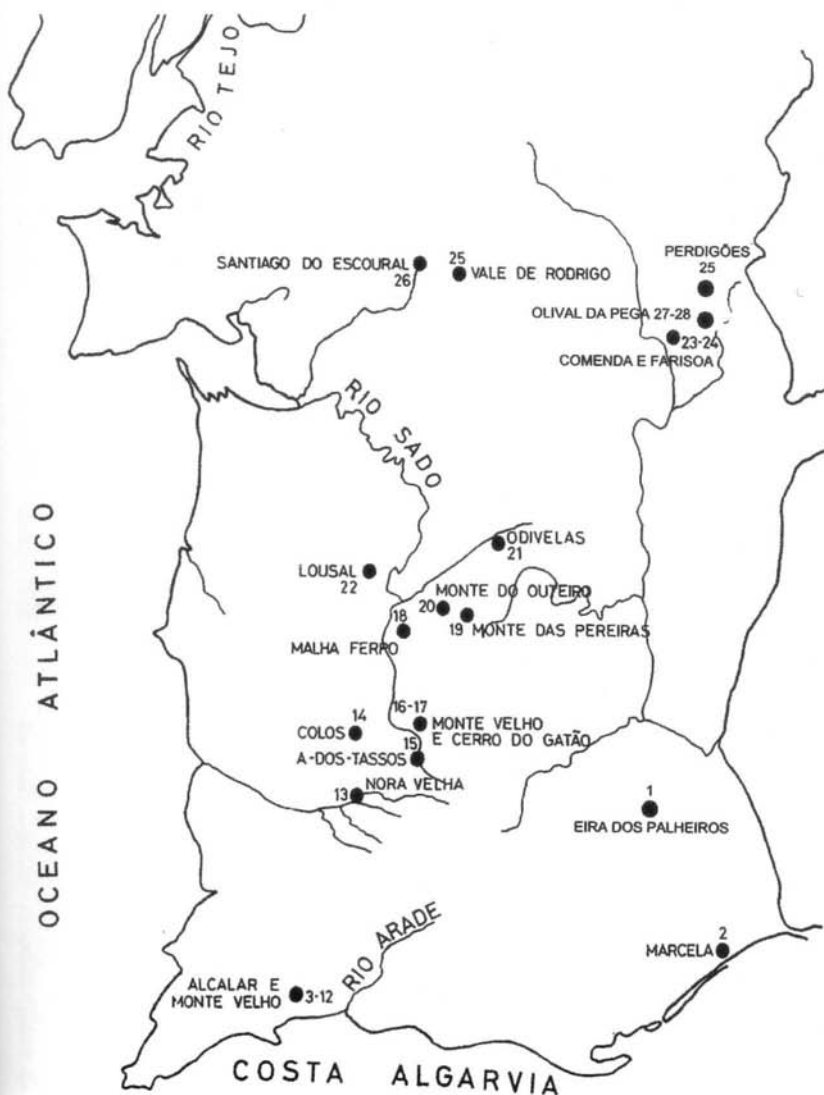 RIO TEJO
SANTIAGO DO ESCOURAL
26
25
VALE DE RODRIGO
PERDIGÕES
25
OLIVAL DA PEGA 27-28
23-24
COMENDA E FARISOA
RIO SADO
OCEANO ATLÂNTICO
ODIVELAS
21
LOUSAL
22
MONTE DO OUTEIRO
20
18
19 MONTE DAS PEREIRAS
MALHA FERRO
16-17
14
COLOS
MONTE VELHO
E CERRO DO GATÃO
15
A-DOS-TASSOS
NORA VELHA
13
1
EIRA DOS PALHEIROS
2
MARCELA
RIO ARADE
ALCALAR E
MONTE VELHO
3-12
COSTA ALGARVIA